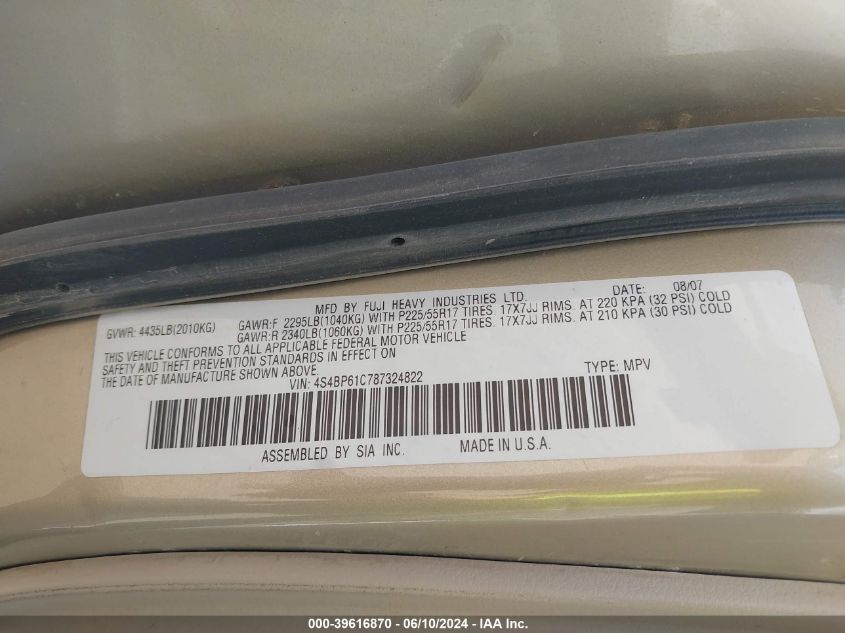 MFD BY FUJI HEAVY INDUSTRIES LTD. DATE: 08/07
GVWR: 4435LB(2010KG) GAWR:F 2295LB(1040KG) WITH P225/55R17 TIRES. 17X7JJ RIMS. AT 220 KPA (32 PSI) COLD
GAWR:R 2340LB(1060KG) WITH P225/55R17 TIRES. 17X7JJ RIMS. AT 210 KPA (30 PSI) COLD
THIS VEHICLE CONFORMS TO ALL APPLICABLE FEDERAL MOTOR VEHICLE
SAFETY AND THEFT PREVENTION STANDARDS IN EFFECT ON
THE DATE OF MANUFACTURE SHOWN ABOVE.
VIN: 4S4BP61C787324822 TYPE: MPV
ASSEMBLED BY SIA INC. MADE IN U.S.A.
000-39616870 - 06/10/2024 - IAA Inc.